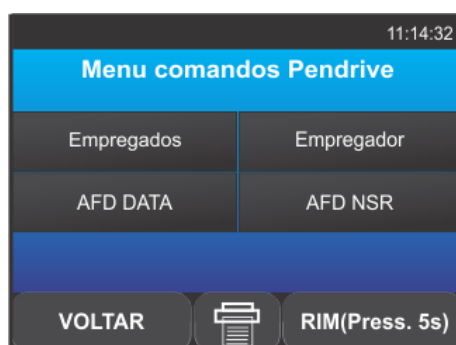 11:14:32
Menu comandos Pendrive
Empregados Empregador
AFD DATA AFD NSR
VOLTAR RIM(Press. 5s)